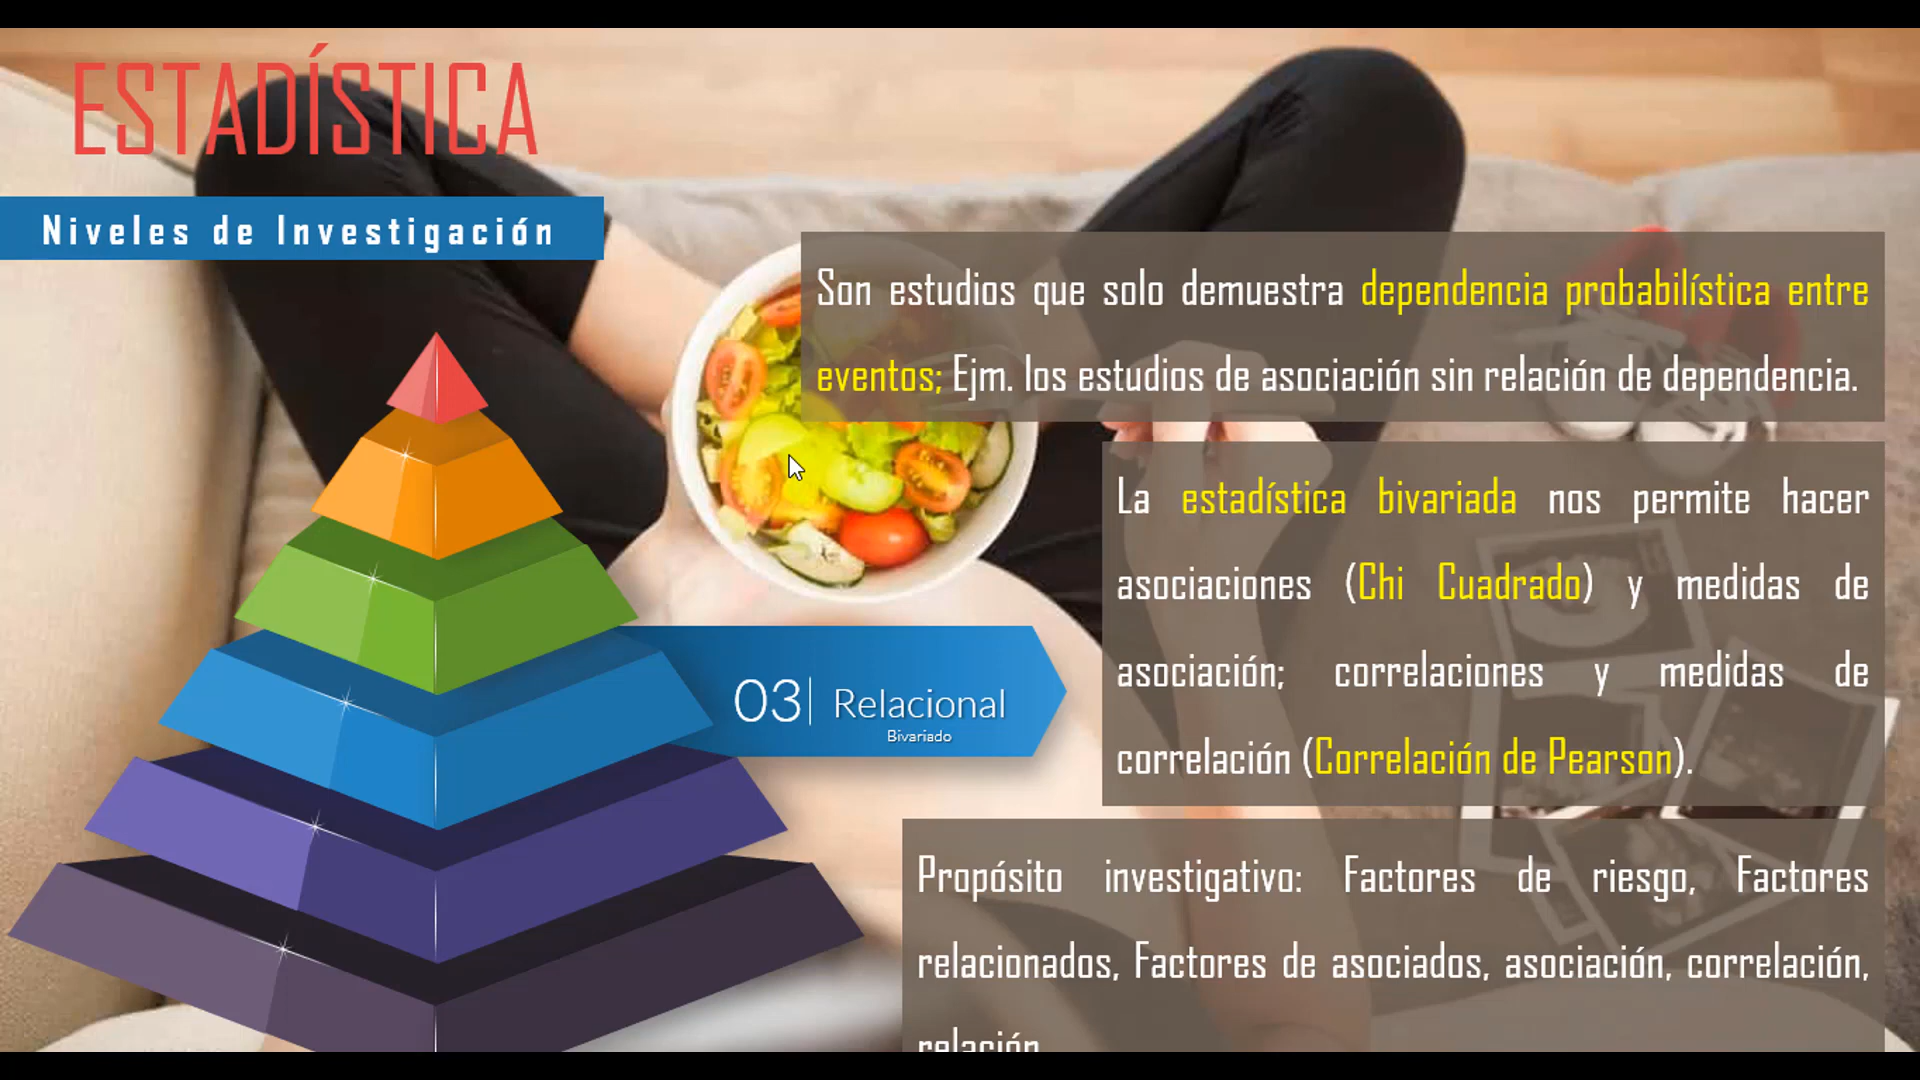 ESTADÍSTICA
Niveles de Investigación
Son estudios que solo demuestra dependencia probabilística entre
eventos; Ejm. los estudios de asociación sin relación de dependencia.
La estadística bivariada nos permite hacer
asociaciones (Chi Cuadrado) y medidas de
asociación; correlaciones y medidas de
correlación (Correlación de Pearson).
03| Relacional
Bivariado
Propósito investigativo: Factores de riesgo, Factores
relacionados, Factores de asociados, asociación, correlación,
relación